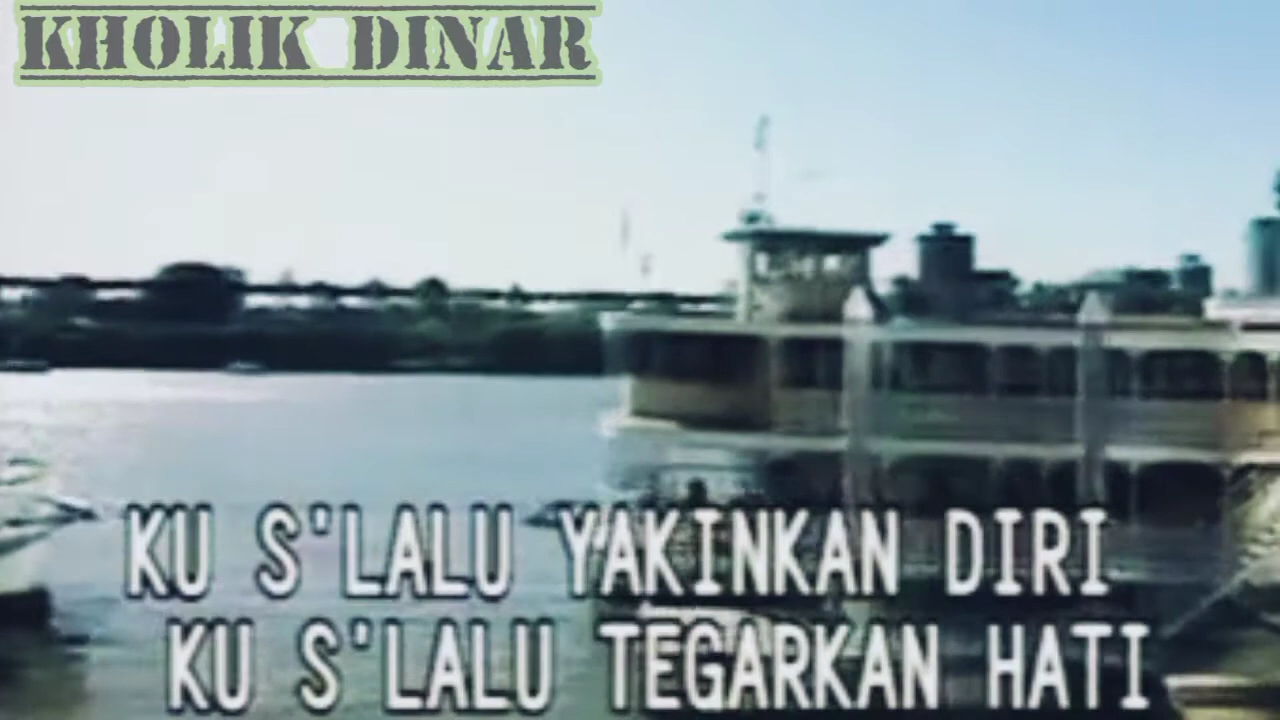 KHOLIK DINAR
KU S'LALU YAKINKAN DIRI
KU S'LALU TEGARKAN HATI